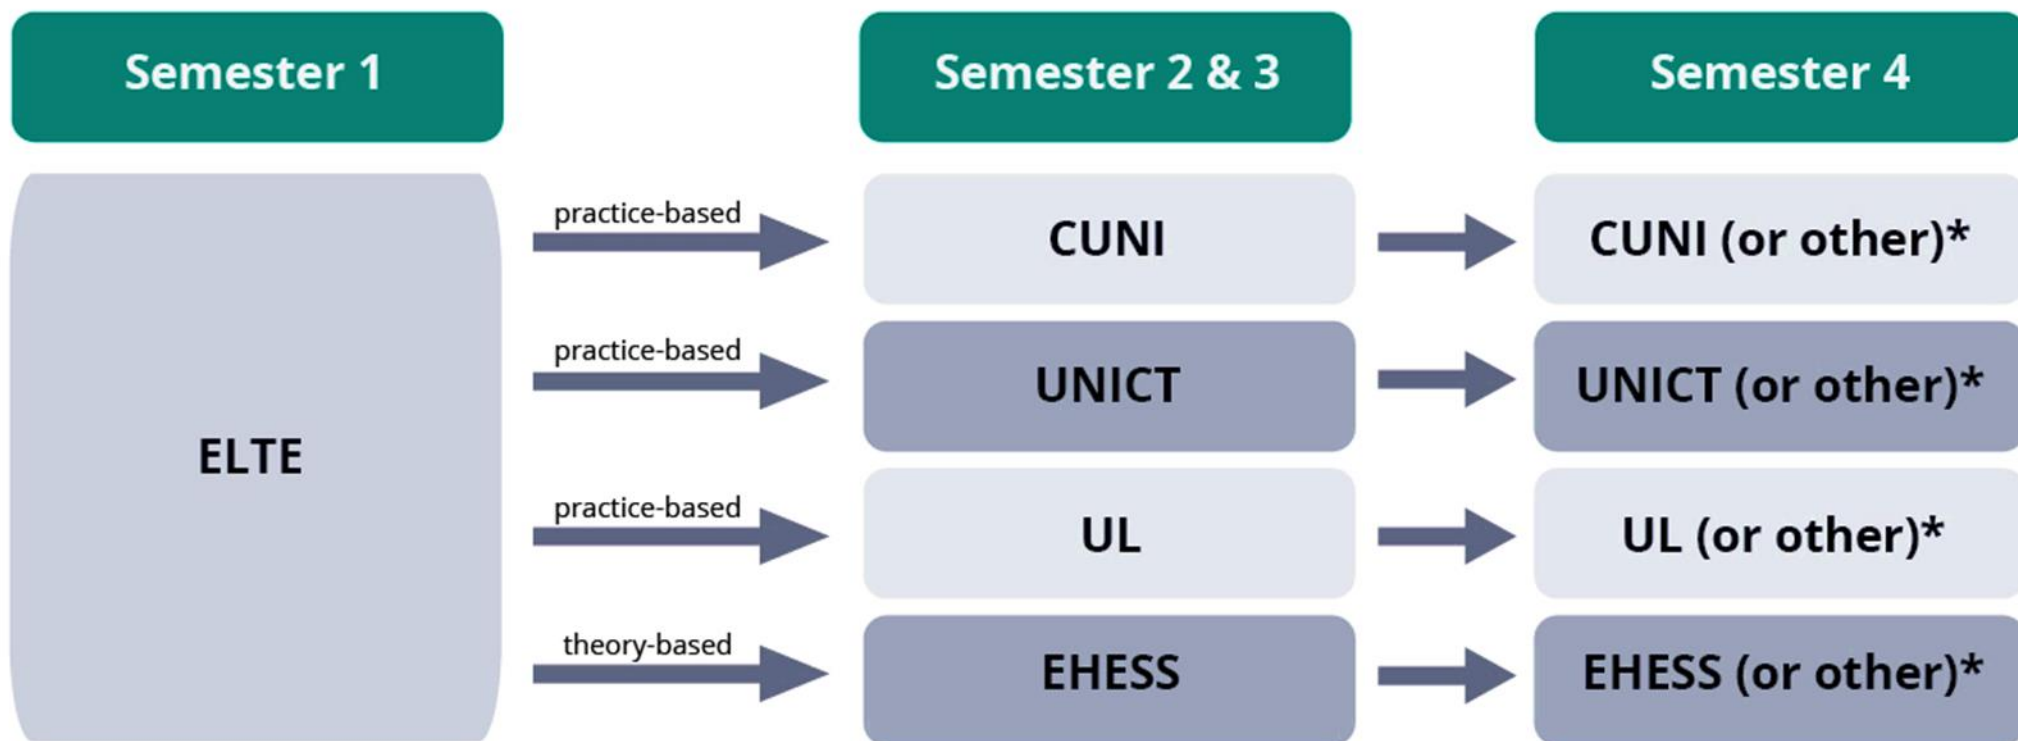 Semester 1
Semester 2 & 3
Semester 4
ELTE
practice-based
CUNI
CUNI (or other)*
practice-based
UNICT
UNICT (or other)*
practice-based
UL
UL (or other)*
theory-based
EHESS
EHESS (or other)*